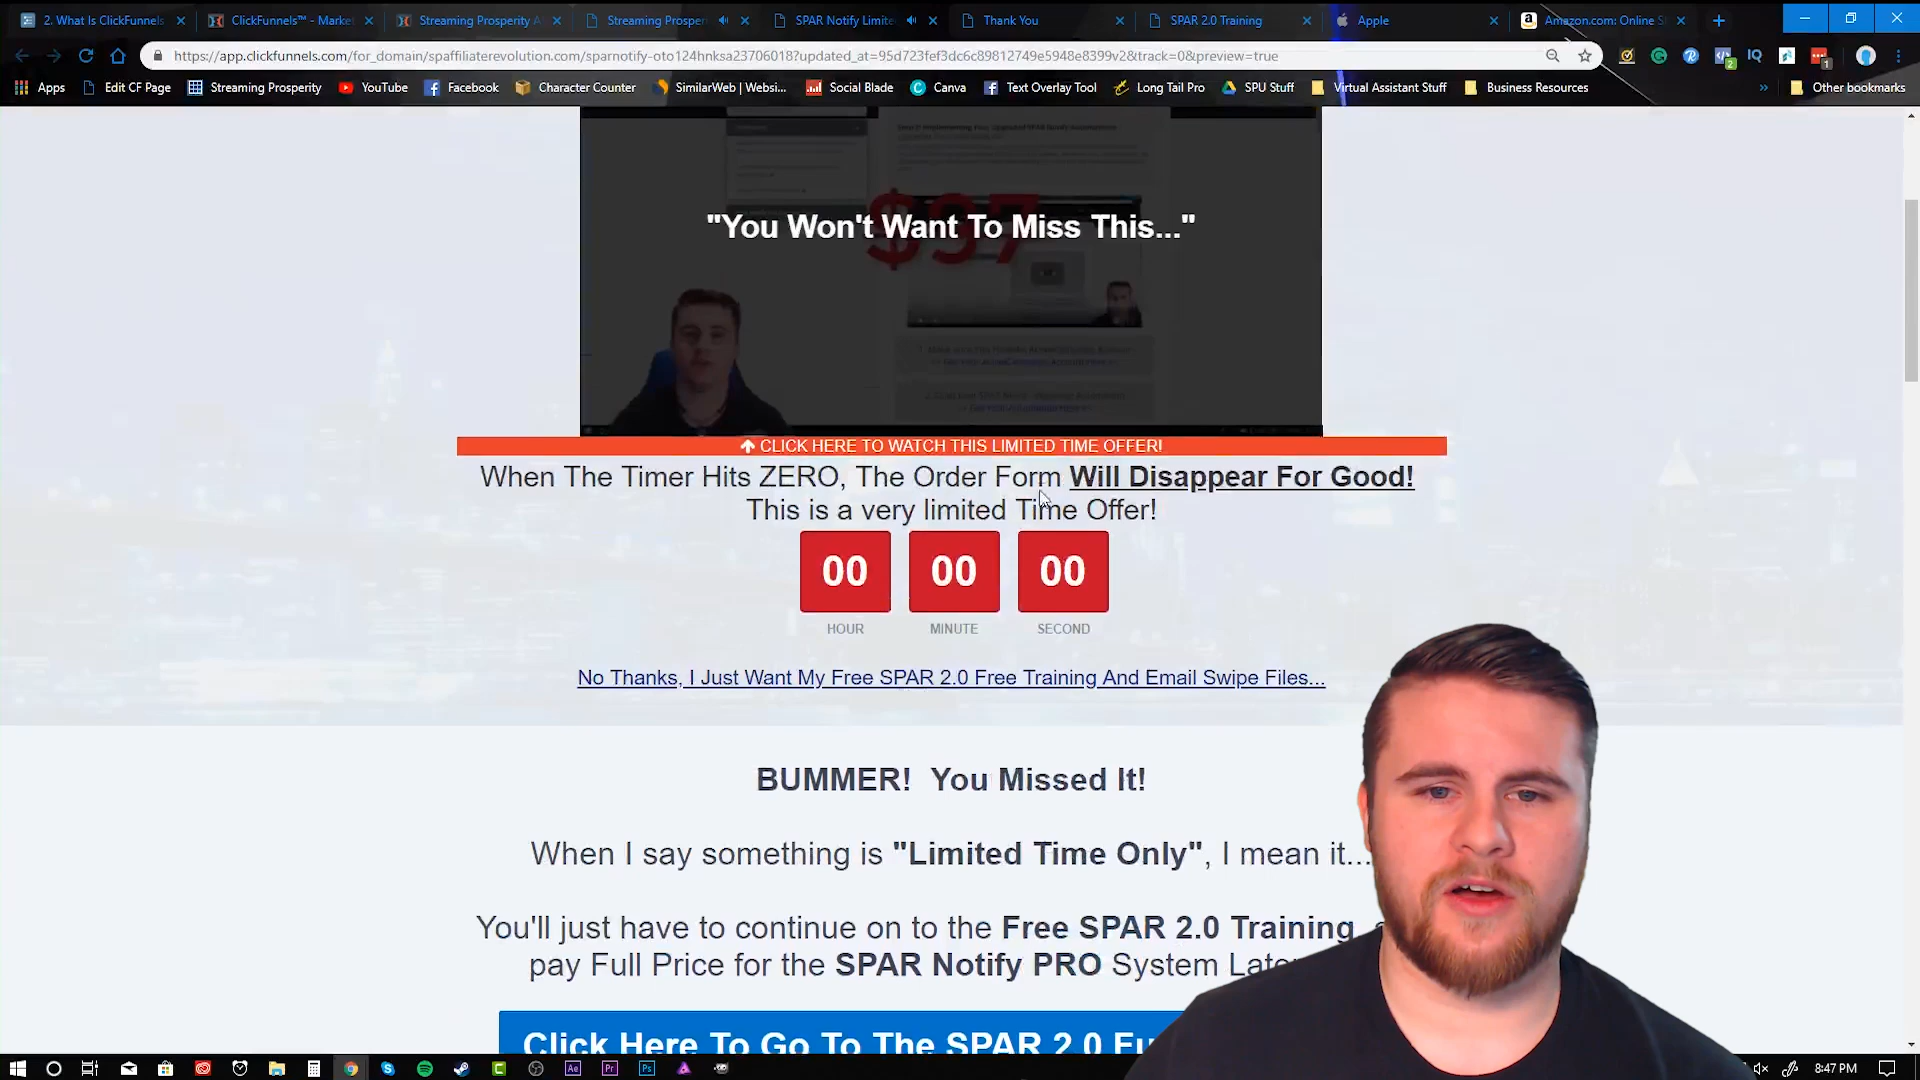 2. What Is ClickFunnels
ClickFunnels™ - Marke
Streaming Prosperity A
Streaming Prosper
SPAR Notify Limite
Thank You
SPAR 2.0 Training
Apple
Amazon.com: Online S
https://app.clickfunnels.com/for_domain/spaffiliaterevolution.com/sparnotify-oto124hnksa23706018?updated_at=95d723fef3dc6c89812749e5948e8399v2&track=0&preview=true
Apps
Edit CF Page
Streaming Prosperity
YouTube
Facebook
Character Counter
SimilarWeb | Websi...
Social Blade
Canva
Text Overlay Tool
Long Tail Pro
SPU Stuff
Virtual Assistant Stuff
Business Resources
Other bookmarks
$97
"You Won't Want To Miss This..."
CLICK HERE TO WATCH THIS LIMITED TIME OFFER!
When The Timer Hits ZERO, The Order Form Will Disappear For Good!
This is a very limited Time Offer!
00 00 00
HOUR MINUTE SECOND
No Thanks, I Just Want My Free SPAR 2.0 Free Training And Email Swipe Files...
BUMMER! You Missed It!
When I say something is "Limited Time Only", I mean it...
You'll just have to continue on to the Free SPAR 2.0 Training,
pay Full Price for the SPAR Notify PRO System Late
Click Here To Go To The SPAR 2.0 Fu
8:47 PM